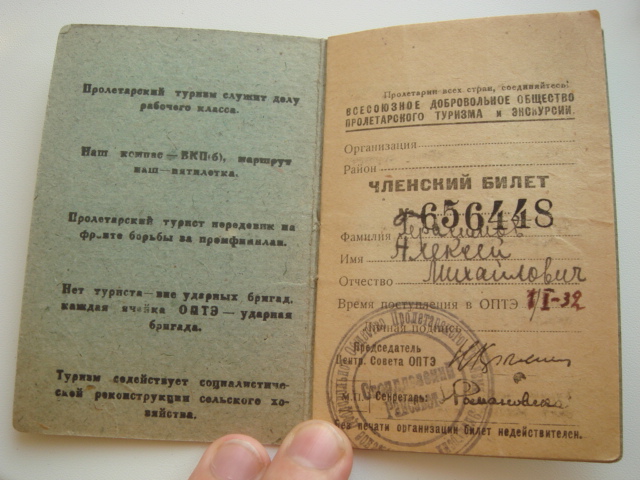 Пролетарский туризм служит делу
рабочего класса.
Наш компас — ВКП(б), маршрут
наш — пятилетка.
Пролетарский турист передовик на
фронте борьбы за промфинплан.
Нет туриста — вне ударных бригад,
каждая ячейка ОПТЭ — ударная
бригада.
Туризм содействует социалистиче-
ской реконструкции сельского хо-
зяйства.
Пролетарии всех стран, соединяйтесь!
ВСЕСОЮЗНОЕ ДОБРОВОЛЬНОЕ ОБЩЕСТВО
ПРОЛЕТАРСКОГО ТУРИЗМА и ЭКСКУРСИЙ.
Организация
Район
ЧЛЕНСКИЙ БИЛЕТ
656448
Фамилия
Имя Алексей
Отчество Михайлович
Время поступления в ОПТЭ 1/I-32
Личная подпись
Председатель
Центр. Совета ОПТЭ
М.П. Секретарь
Без печати организации билет недействителен.